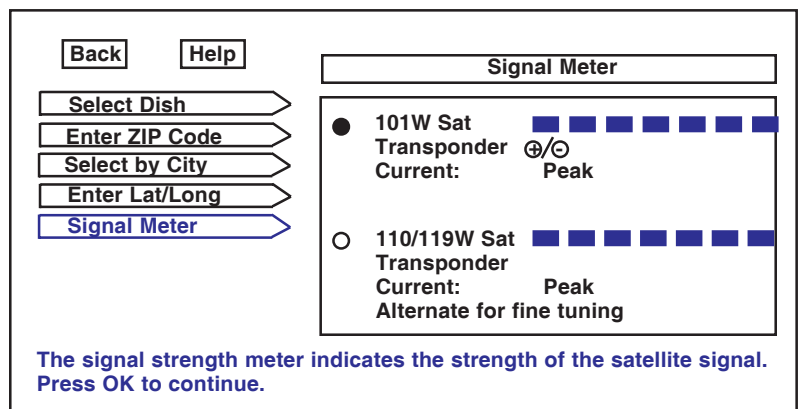 Back Help
Signal Meter
Select Dish
Enter ZIP Code
Select by City
Enter Lat/Long
Signal Meter
101W Sat
Transponder ⊕/⊖
Current: Peak
110/119W Sat
Transponder
Current: Peak
Alternate for fine tuning
The signal strength meter indicates the strength of the satellite signal.
Press OK to continue.